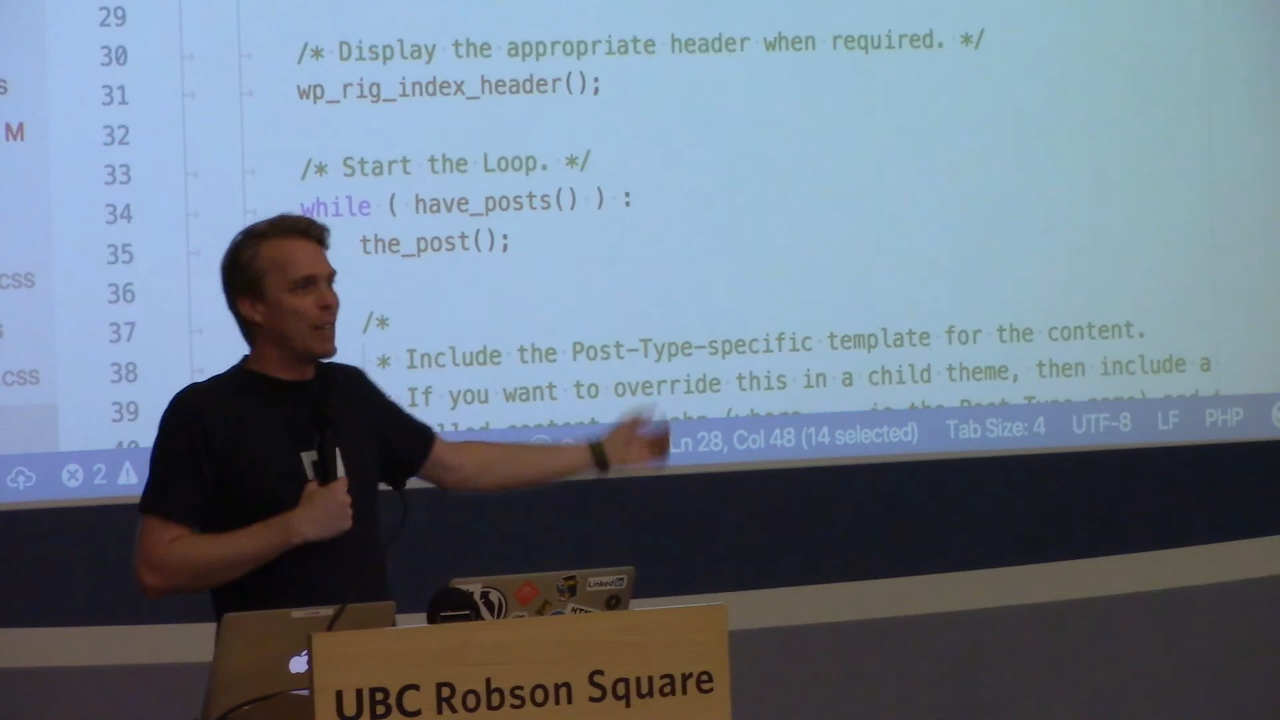 29
30 /* Display the appropriate header when required. */
31 wp_rig_index_header();
32
33 /* Start the Loop. */
34 while ( have_posts() ) :
35 the_post();
36
37 /*
38 * Include the Post-Type-specific template for the content.
39 If you want to override this in a child theme, then include a
s
M
css
s
css
2
Ln 28, Col 48 (14 selected) Tab Size: 4 UTF-8 LF PHP
LinkedIn
UBC Robson Square